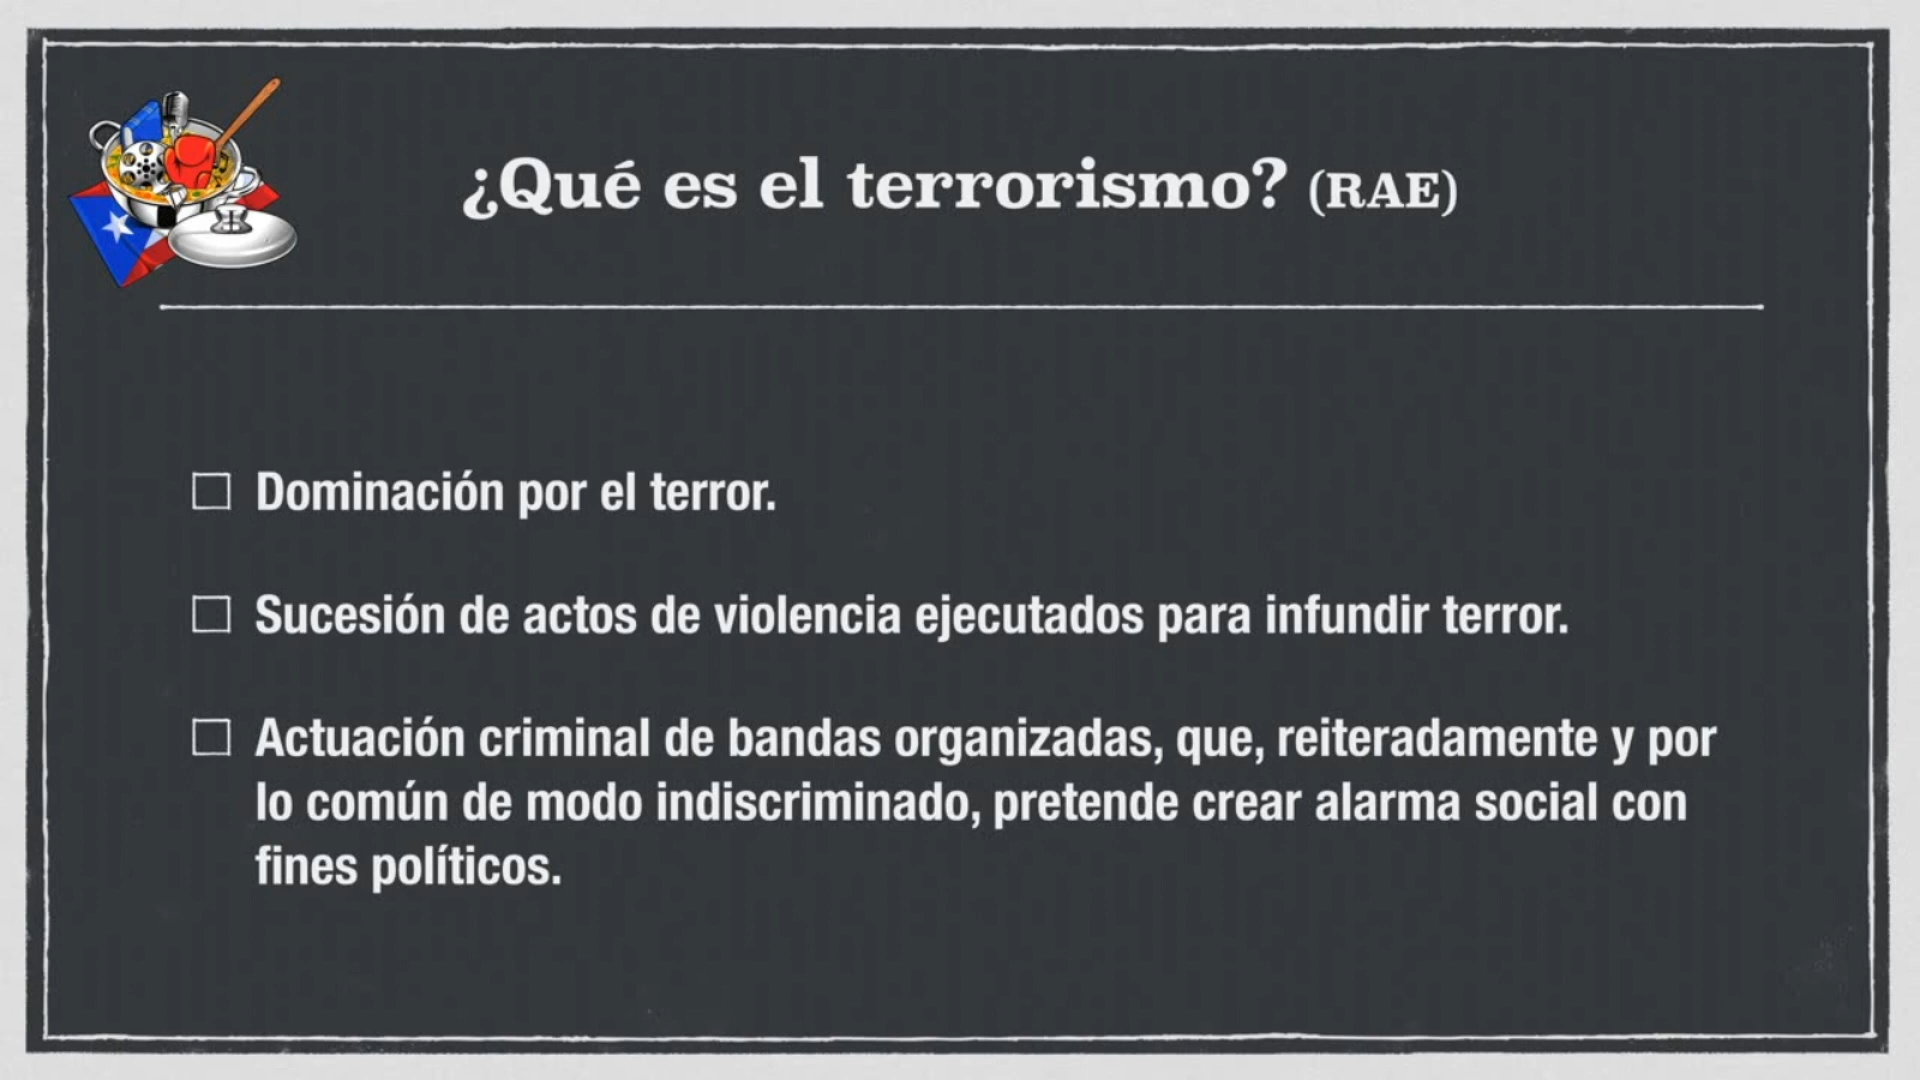 ¿Qué es el terrorismo? (RAE)
Dominación por el terror.
Sucesión de actos de violencia ejecutados para infundir terror.
Actuación criminal de bandas organizadas, que, reiteradamente y por
lo común de modo indiscriminado, pretende crear alarma social con
fines políticos.